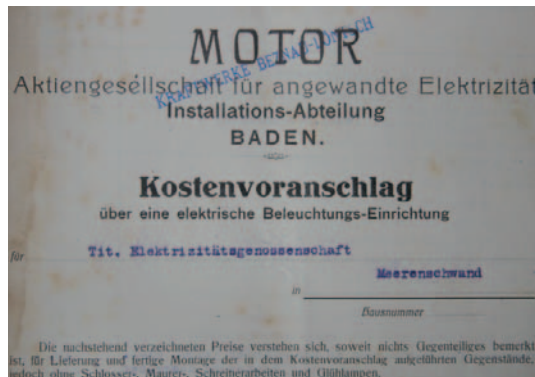 MOTOR
KRAFTWERKE BEZNAU-LÖNTSCH
Aktiengesellschaft für angewandte Elektrizität
Installations-Abteilung
BADEN.
Kostenvoranschlag
über eine elektrische Beleuchtungs-Einrichtung
für Tit. Elektrizitätsgenossenschaft
in Meerenschwand
Hausnummer
Die nachstehend verzeichneten Preise verstehen sich, soweit nichts Gegenteiliges bemerkt
ist, für Lieferung und fertige Montage der in dem Kostenvoranschlag aufgeführten Gegenstände,
jedoch ohne Schlosser-, Maurer-, Schreinerarbeiten und Glühlampen.